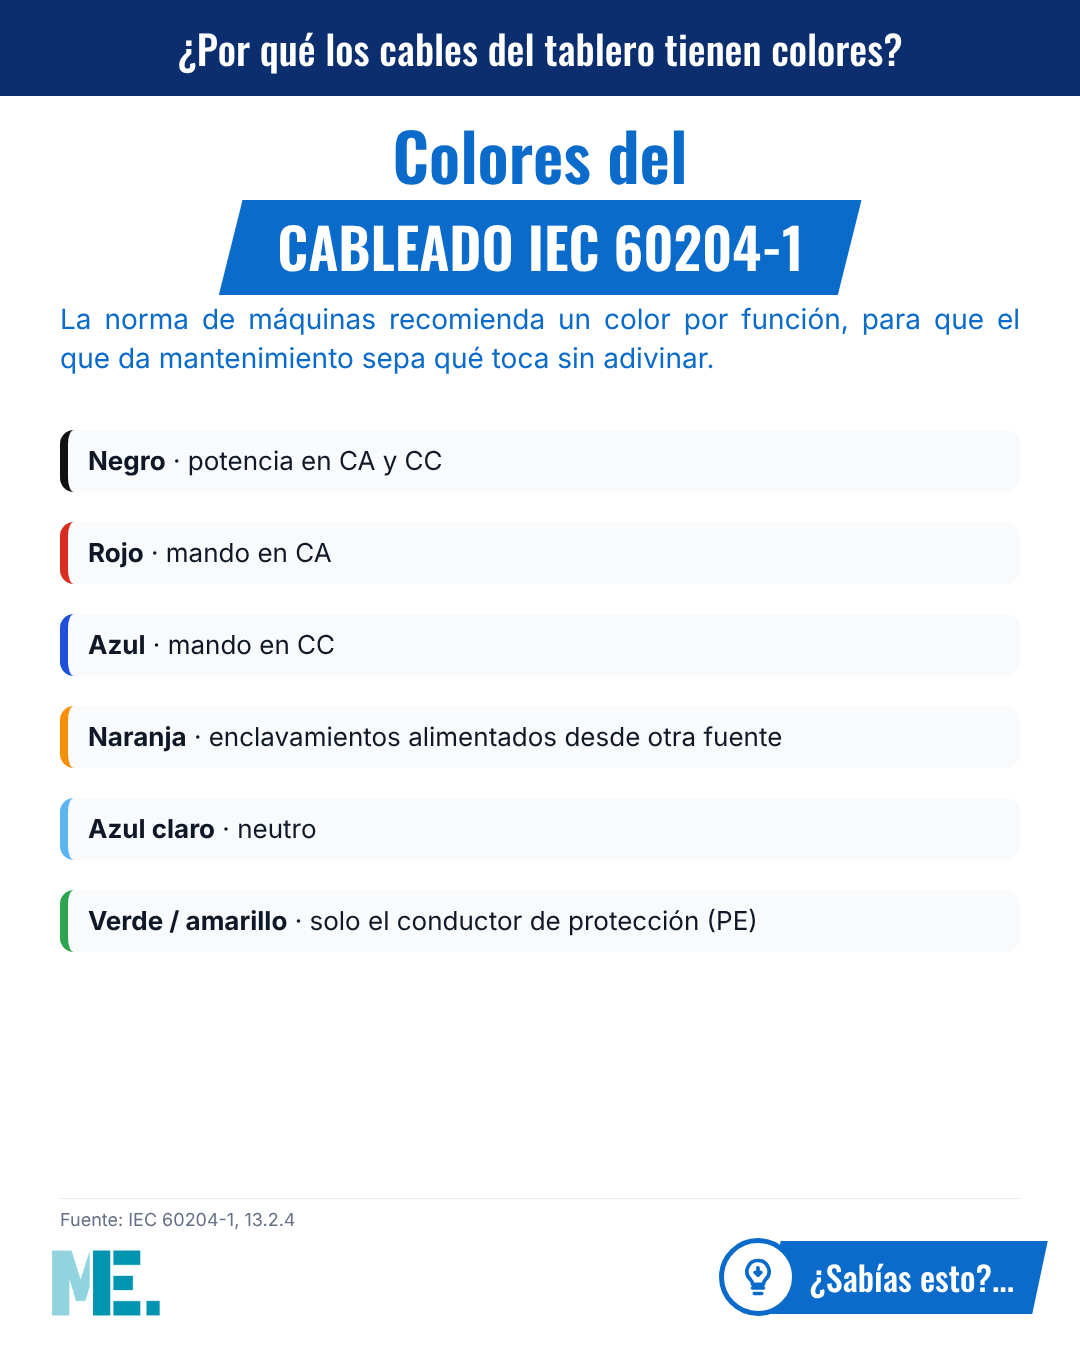 ¿Por qué los cables del tablero tienen colores?
Colores del
CABLEADO IEC 60204-1
La norma de máquinas recomienda un color por función, para que el
que da mantenimiento sepa qué toca sin adivinar.
Negro · potencia en CA y CC
Rojo · mando en CA
Azul · mando en CC
Naranja · enclavamientos alimentados desde otra fuente
Azul claro · neutro
Verde / amarillo · solo el conductor de protección (PE)
Fuente: IEC 60204-1, 13.2.4
ME.
¿Sabías esto?...